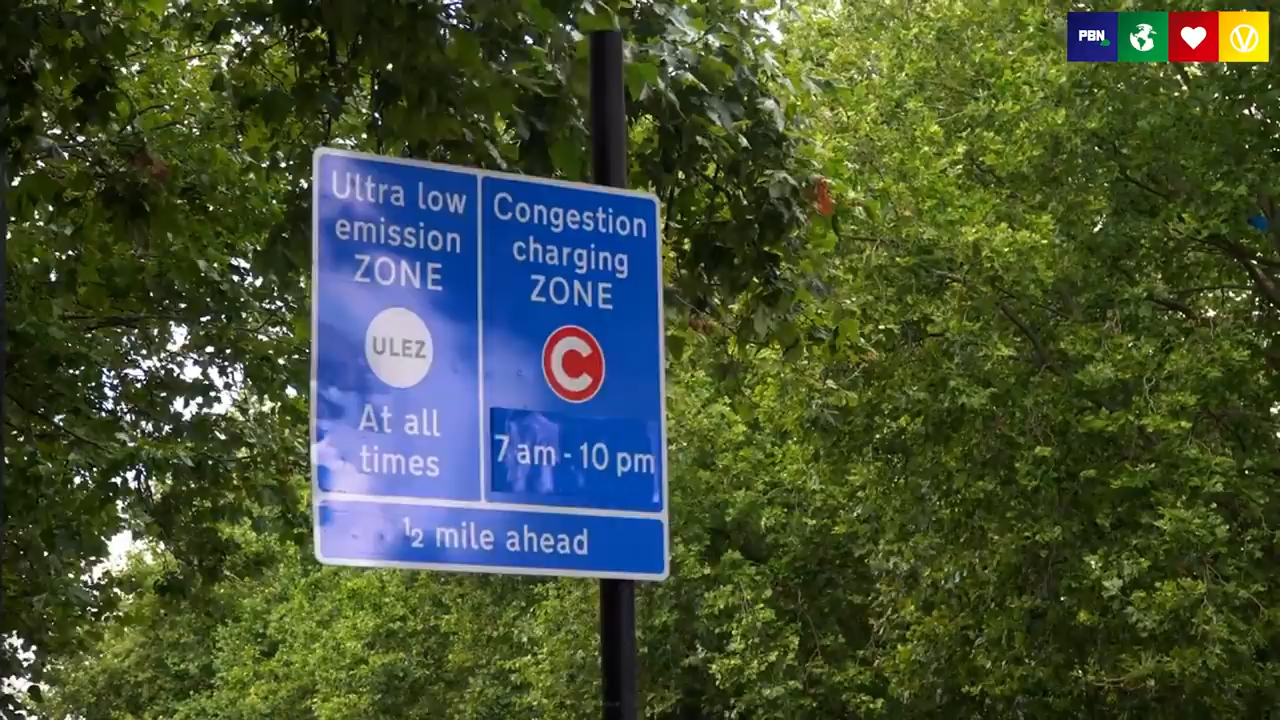 PBN
Ultra low
emission
ZONE
ULEZ
At all
times
Congestion
charging
ZONE
C
7 am - 10 pm
½ mile ahead